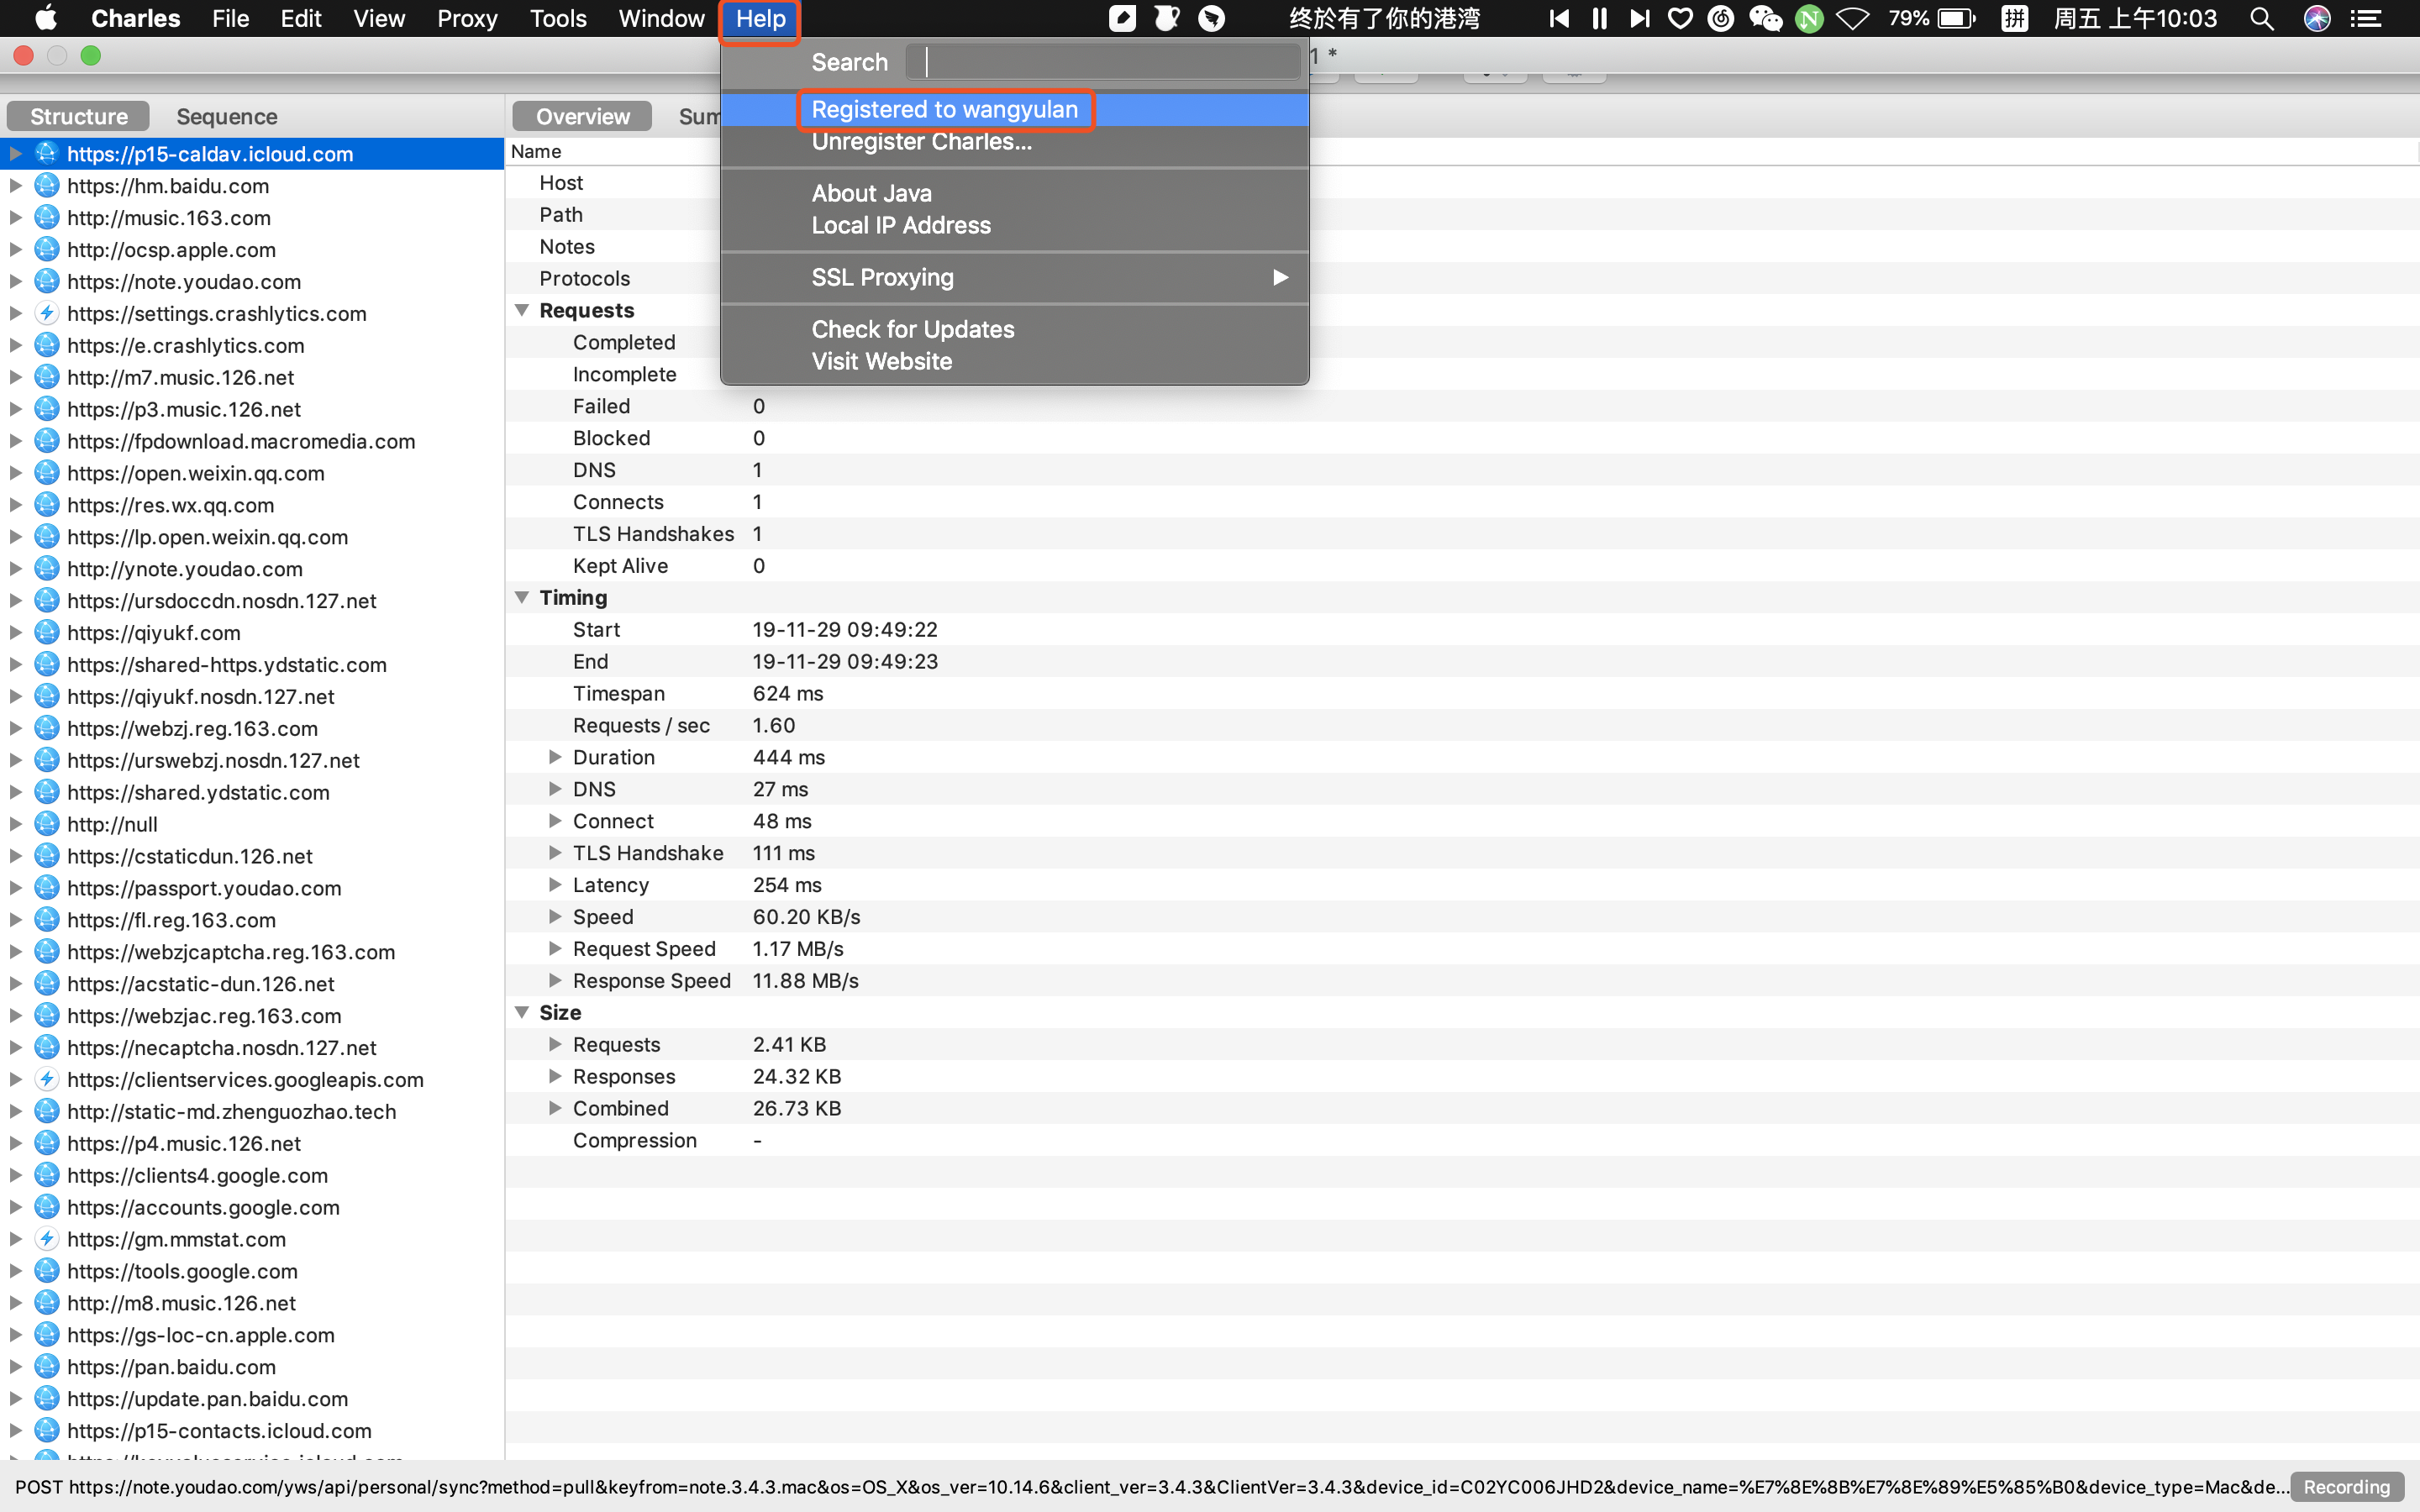 Charles File Edit View Proxy Tools Window Help 终於有了你的港湾 79% 拼 周五 上午10:03
1 *
Search
Registered to wangyulan
Unregister Charles...
About Java
Local IP Address
SSL Proxying
Check for Updates
Visit Website
Structure Sequence
https://p15-caldav.icloud.com
https://hm.baidu.com
http://music.163.com
http://ocsp.apple.com
https://note.youdao.com
https://settings.crashlytics.com
https://e.crashlytics.com
http://m7.music.126.net
https://p3.music.126.net
https://fpdownload.macromedia.com
https://open.weixin.qq.com
https://res.wx.qq.com
https://lp.open.weixin.qq.com
http://ynote.youdao.com
https://ursdoccdn.nosdn.127.net
https://qiyukf.com
https://shared-https.ydstatic.com
https://qiyukf.nosdn.127.net
https://webzj.reg.163.com
https://urswebzj.nosdn.127.net
https://shared.ydstatic.com
http://null
https://cstaticdun.126.net
https://passport.youdao.com
https://fl.reg.163.com
https://webzjcaptcha.reg.163.com
https://acstatic-dun.126.net
https://webzjac.reg.163.com
https://necaptcha.nosdn.127.net
https://clientservices.googleapis.com
http://static-md.zhenguozhao.tech
https://p4.music.126.net
https://clients4.google.com
https://accounts.google.com
https://gm.mmstat.com
https://tools.google.com
http://m8.music.126.net
https://gs-loc-cn.apple.com
https://pan.baidu.com
https://update.pan.baidu.com
https://p15-contacts.icloud.com
Overview Sum
Name
Host
Path
Notes
Protocols
Requests
Completed
Incomplete
Failed 0
Blocked 0
DNS 1
Connects 1
TLS Handshakes 1
Kept Alive 0
Timing
Start 19-11-29 09:49:22
End 19-11-29 09:49:23
Timespan 624 ms
Requests / sec 1.60
Duration 444 ms
DNS 27 ms
Connect 48 ms
TLS Handshake 111 ms
Latency 254 ms
Speed 60.20 KB/s
Request Speed 1.17 MB/s
Response Speed 11.88 MB/s
Size
Requests 2.41 KB
Responses 24.32 KB
Combined 26.73 KB
Compression -
POST https://note.youdao.com/yws/api/personal/sync?method=pull&keyfrom=note.3.4.3.mac&os=OS_X&os_ver=10.14.6&client_ver=3.4.3&ClientVer=3.4.3&device_id=C02YC006JHD2&device_name=%E7%8E%8B%E7%8E%89%E5%85%B0&device_type=Mac&de... Recording